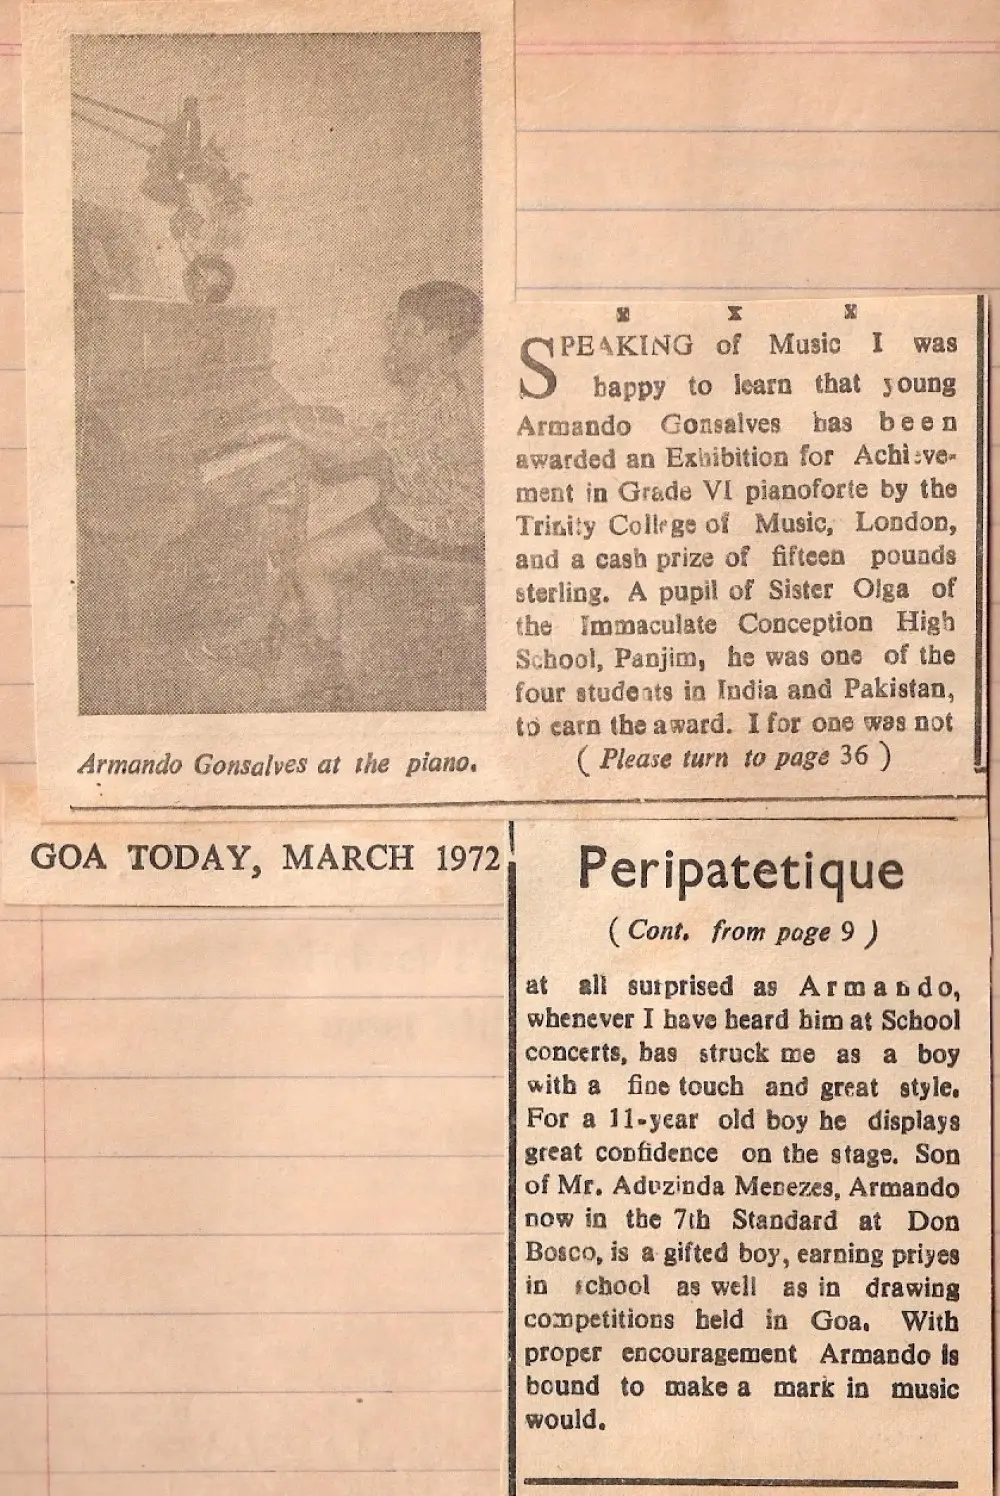 SPEAKING of Music I was
happy to learn that young
Armando Gonsalves has been
awarded an Exhibition for Achieve-
ment in Grade VI pianoforte by the
Trinity College of Music, London,
and a cash prize of fifteen pounds
sterling. A pupil of Sister Olga of
the Immaculate Conception High
School, Panjim, he was one of the
four students in India and Pakistan,
to earn the award. I for one was not
( Please turn to page 36 )
Armando Gonsalves at the piano.
GOA TODAY, MARCH 1972
Peripatetique
( Cont. from page 9 )
at all surprised as Armando,
whenever I have heard him at School
concerts, has struck me as a boy
with a fine touch and great style.
For a 11-year old boy he displays
great confidence on the stage. Son
of Mr. Aduzinda Menezes, Armando
now in the 7th Standard at Don
Bosco, is a gifted boy, earning priyes
in school as well as in drawing
competitions held in Goa. With
proper encouragement Armando is
bound to make a mark in music
would.